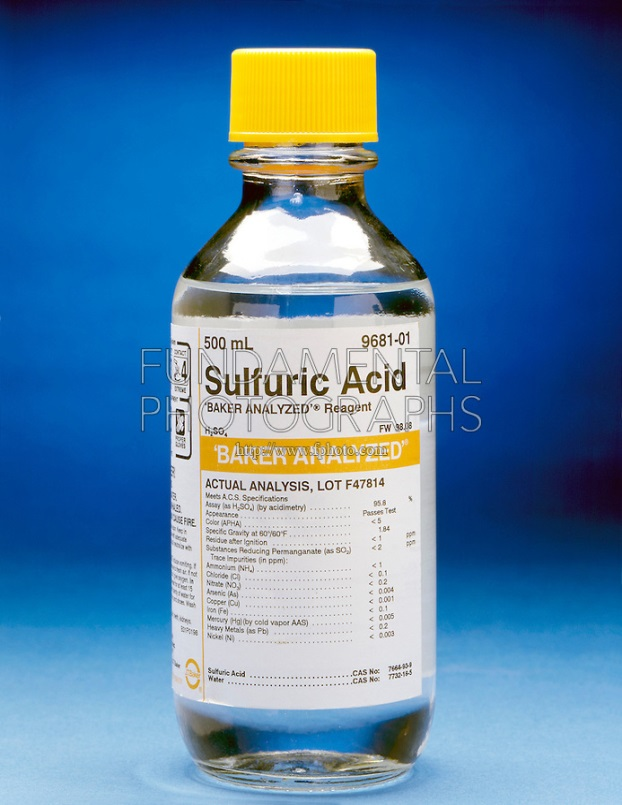 500 mL 9681-01
Sulfuric Acid
'BAKER ANALYZED'® Reagent
H₂SO₄ FW 98.08
'BAKER ANALYZED'®
ACTUAL ANALYSIS, LOT F47814
Meets A.C.S. Specifications
Assay (as H₂SO₄) (by acidimetry) 95.8 %
Appearance Passes Test
Color (APHA) < 5
Specific Gravity at 60°/60°F 1.84
Residue after Ignition < 1 ppm
Substances Reducing Permanganate (as SO₂) < 2 ppm
Trace Impurities (in ppm):
Ammonium (NH₄) < 1
Chloride (Cl) < 0.1
Nitrate (NO₃) < 0.2
Arsenic (As) < 0.004
Copper (Cu) < 0.001
Iron (Fe) < 0.1
Mercury (Hg) (by cold vapor AAS) < 0.005
Heavy Metals (as Pb) < 0.2
Nickel (Ni) < 0.003
Sulfuric Acid CAS No: 7664-93-9
Water CAS No: 7732-18-5
CONTACT
4
GLOVES
CAUSE FIRE.
FUNDAMENTAL
PHOTOGRAPHS
http://www.fphoto.com